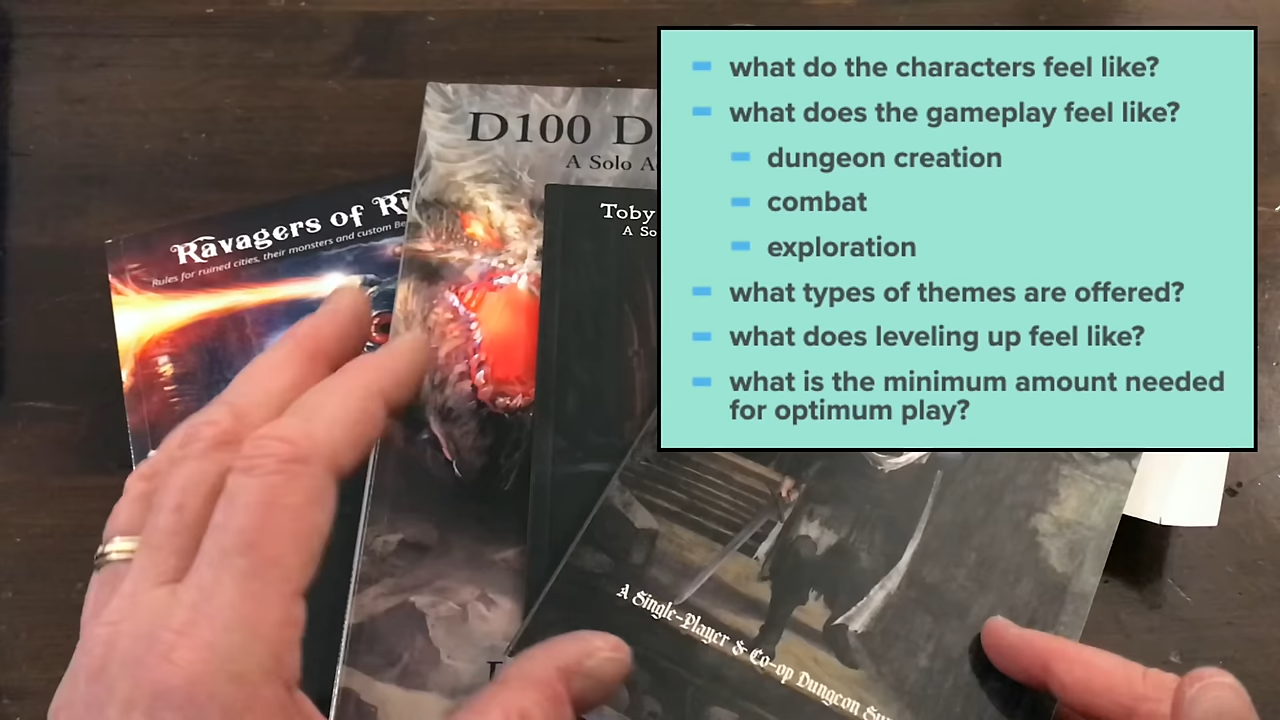 what do the characters feel like?
what does the gameplay feel like?
dungeon creation
combat
exploration
what types of themes are offered?
what does leveling up feel like?
what is the minimum amount needed
for optimum play?
D100 D
A Solo A
Ravagers of Ru
Rules for ruined cities, their monsters and custom Be
Toby
A So
A Single-Player & Co-op Dungeon Sur
D